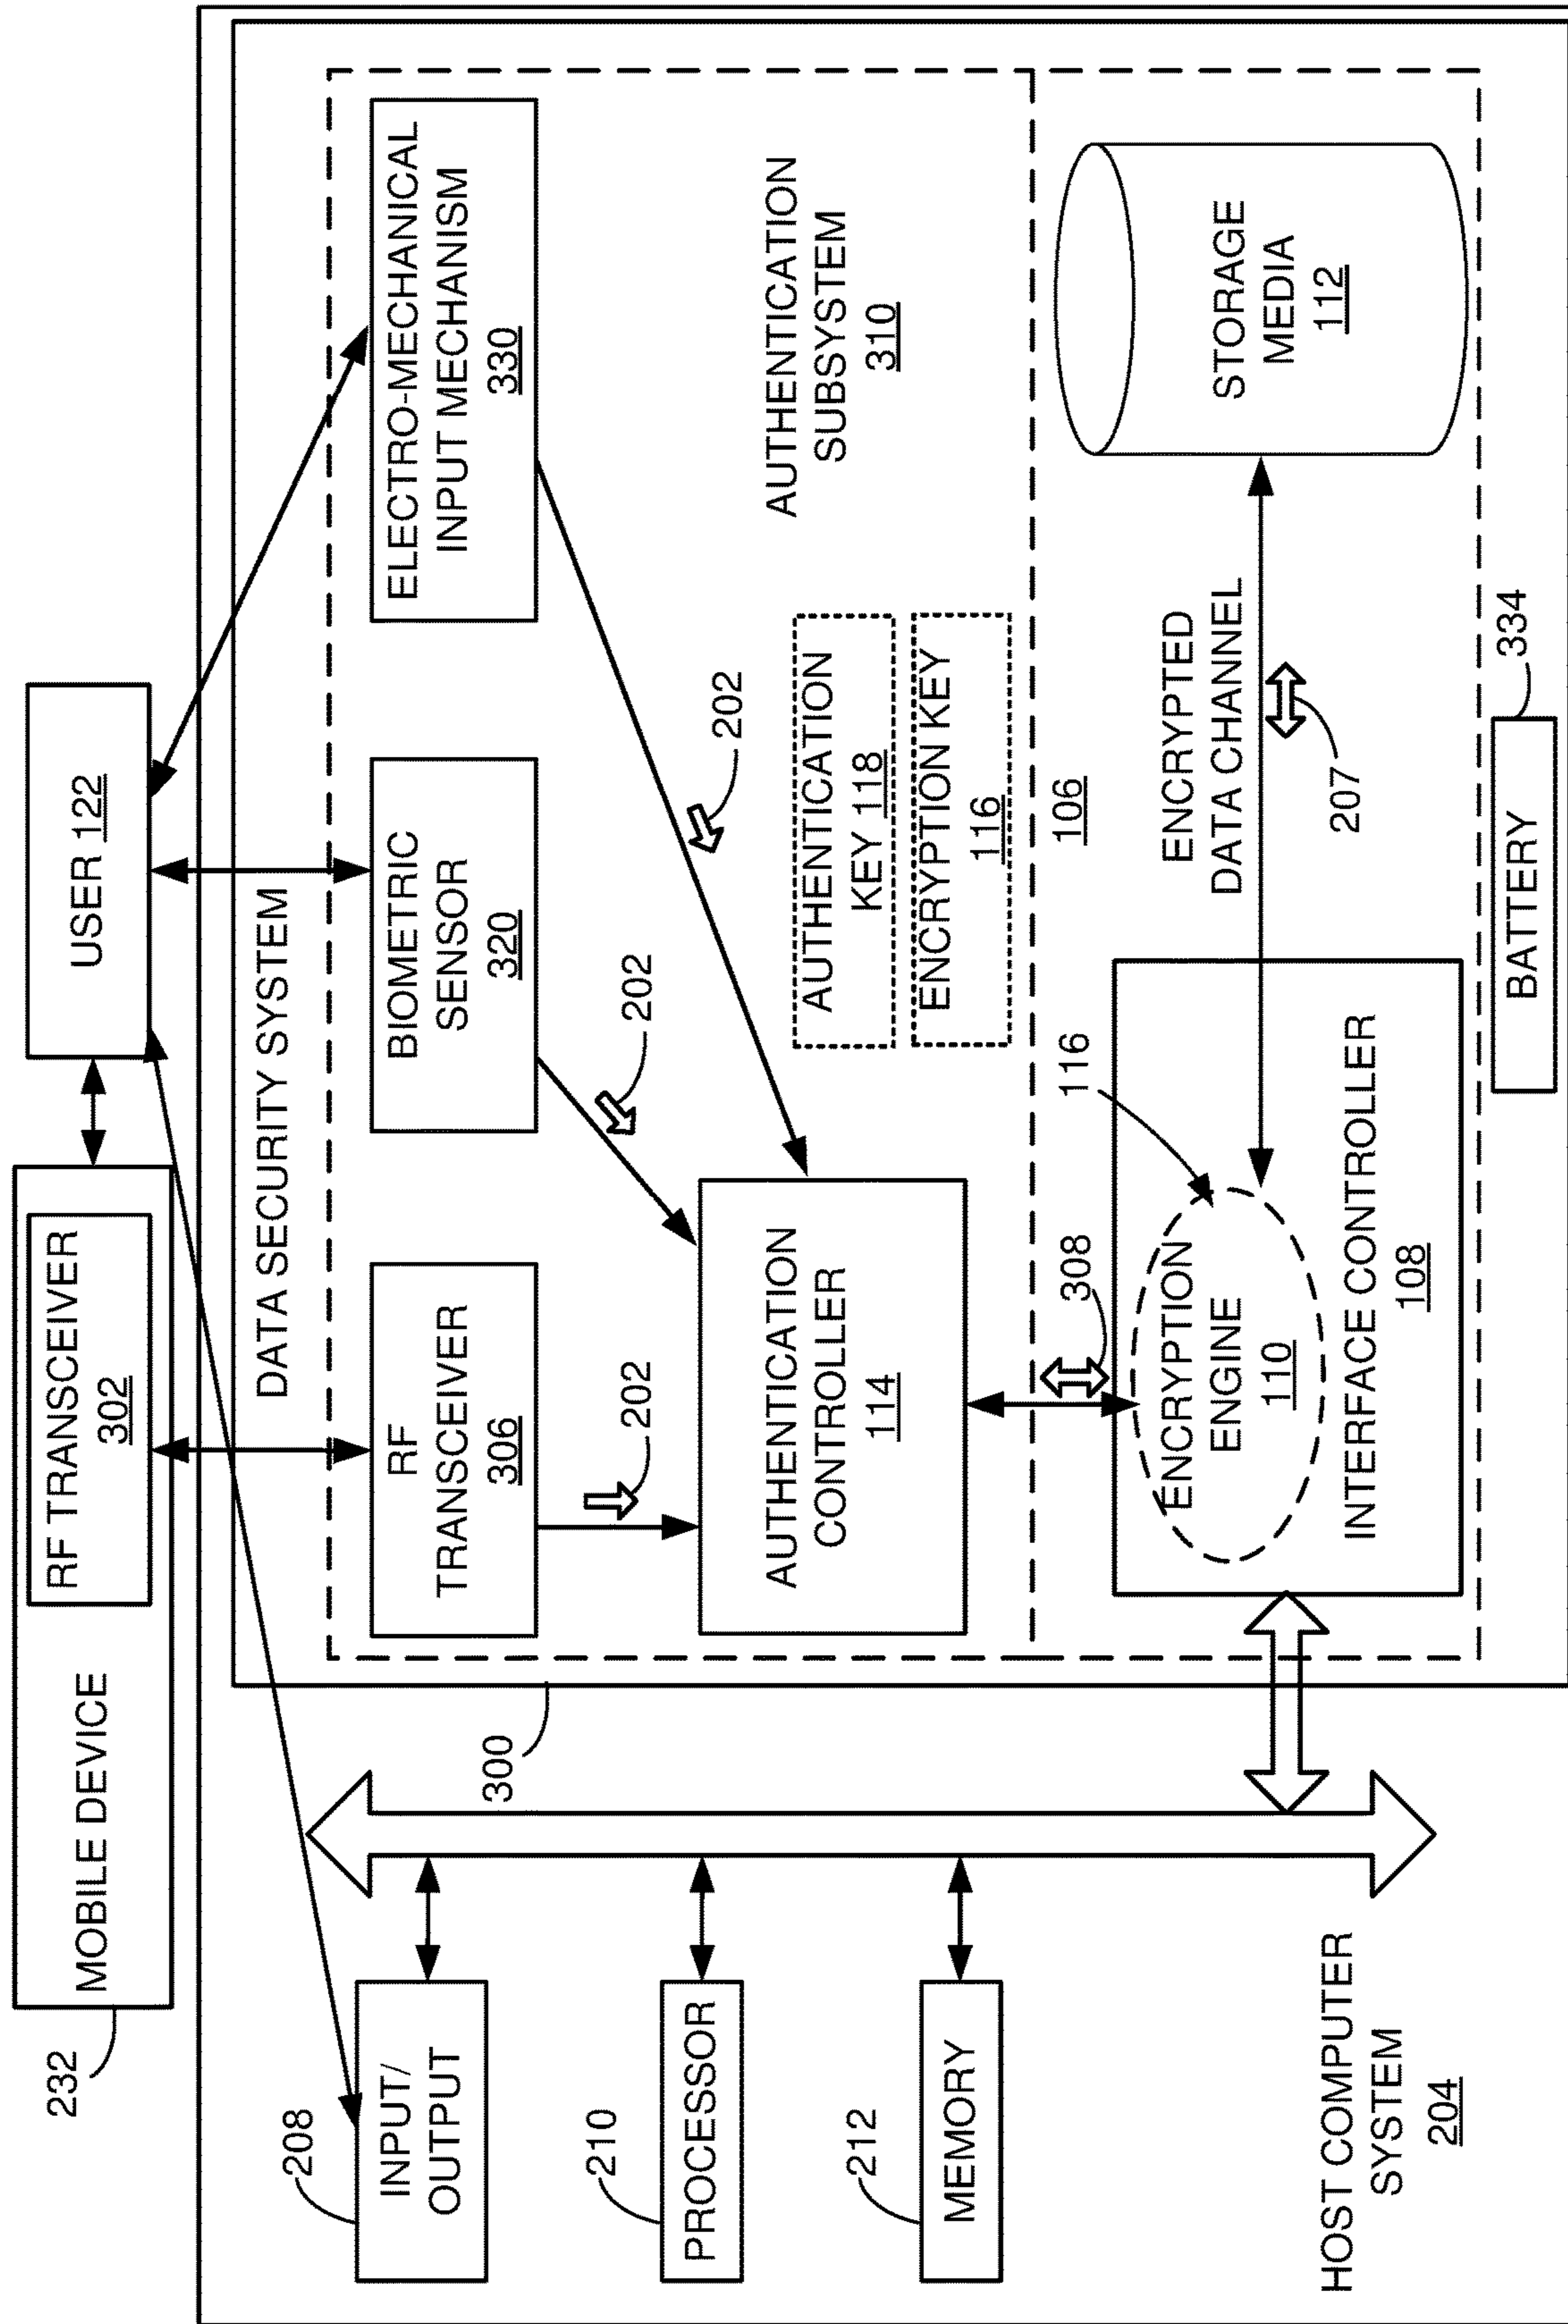 232
MOBILE DEVICE
RF TRANSCEIVER
302
USER 122
DATA SECURITY SYSTEM
208
INPUT/
OUTPUT
210
PROCESSOR
212
MEMORY
HOST COMPUTER
SYSTEM
204
300
RF
TRANSCEIVER
306
BIOMETRIC
SENSOR
320
ELECTRO-MECHANICAL
INPUT MECHANISM
330
202
202
202
AUTHENTICATION
CONTROLLER
114
AUTHENTICATION
SUBSYSTEM
310
AUTHENTICATION
KEY 118
ENCRYPTION KEY
116
106
308
116
ENCRYPTION
ENGINE
110
INTERFACE CONTROLLER
108
ENCRYPTED
DATA CHANNEL
207
STORAGE
MEDIA
112
BATTERY
334